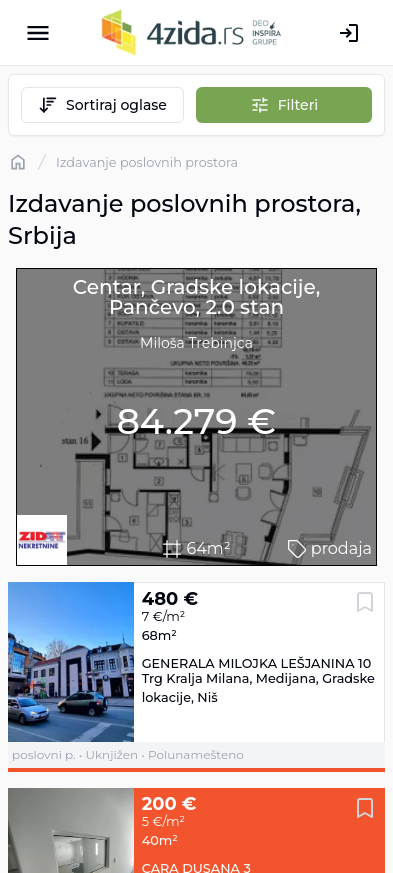 4zida.rs
DEO
INSPIRA
GRUPE
Sortiraj oglase
Filteri
Izdavanje poslovnih prostora
Izdavanje poslovnih prostora,
Srbija
Centar, Gradske lokacije,
Pančevo, 2.0 stan
Miloša Trebinjca
84.279 €
stan 16
NEKRETNINE
64m²
prodaja
480 €
7 €/m²
68m²
GENERALA MILOJKA LEŠJANINA 10
Trg Kralja Milana, Medijana, Gradske
lokacije, Niš
poslovni p. • Uknjižen • Polunamešteno
200 €
5 €/m²
40m²
CARA DUSANA 3